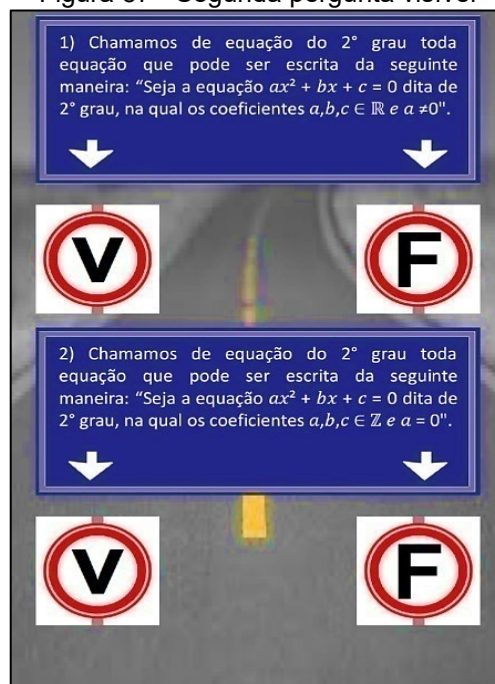 1) Chamamos de equação do 2° grau toda
equação que pode ser escrita da seguinte
maneira: “Seja a equação ax² + bx + c = 0 dita de
2° grau, na qual os coeficientes a,b,c ∈ ℝ e a ≠0".
V
F
2) Chamamos de equação do 2° grau toda
equação que pode ser escrita da seguinte
maneira: “Seja a equação ax² + bx + c = 0 dita de
2° grau, na qual os coeficientes a,b,c ∈ ℤ e a = 0".
V
F